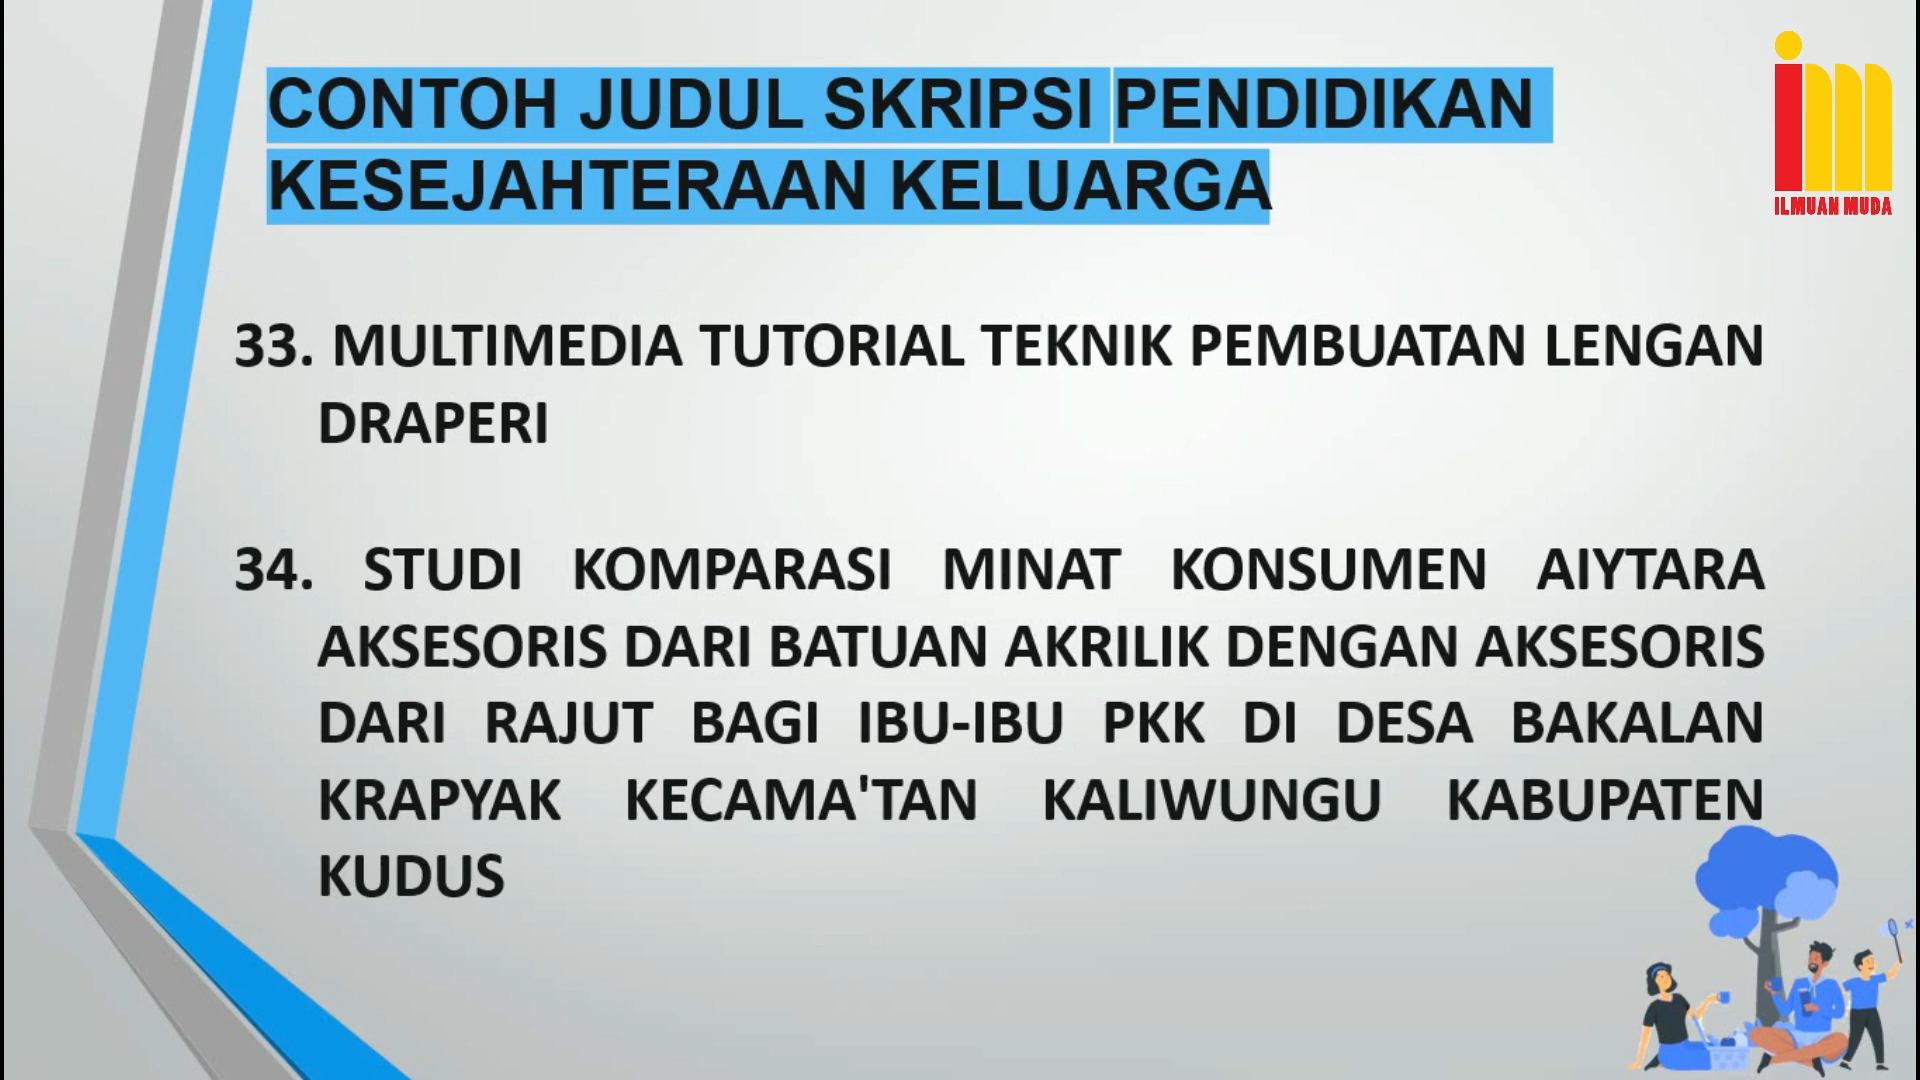 CONTOH JUDUL SKRIPSI PENDIDIKAN
KESEJAHTERAAN KELUARGA
ILMUAN MUDA
33. MULTIMEDIA TUTORIAL TEKNIK PEMBUATAN LENGAN
DRAPERI
34. STUDI KOMPARASI MINAT KONSUMEN AIYTARA
AKSESORIS DARI BATUAN AKRILIK DENGAN AKSESORIS
DARI RAJUT BAGI IBU-IBU PKK DI DESA BAKALAN
KRAPYAK KECAMA'TAN KALIWUNGU KABUPATEN
KUDUS